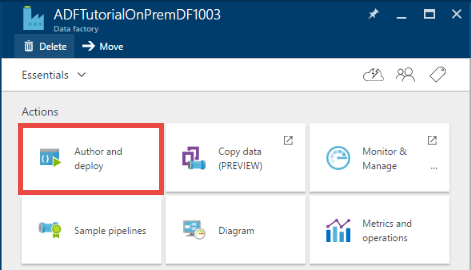 ADFTutorialOnPremDF1003
Data factory
Delete Move
Essentials
Actions
Author and
deploy
Copy data
(PREVIEW)
Monitor &
Manage
...
Sample pipelines
Diagram
Metrics and
operations